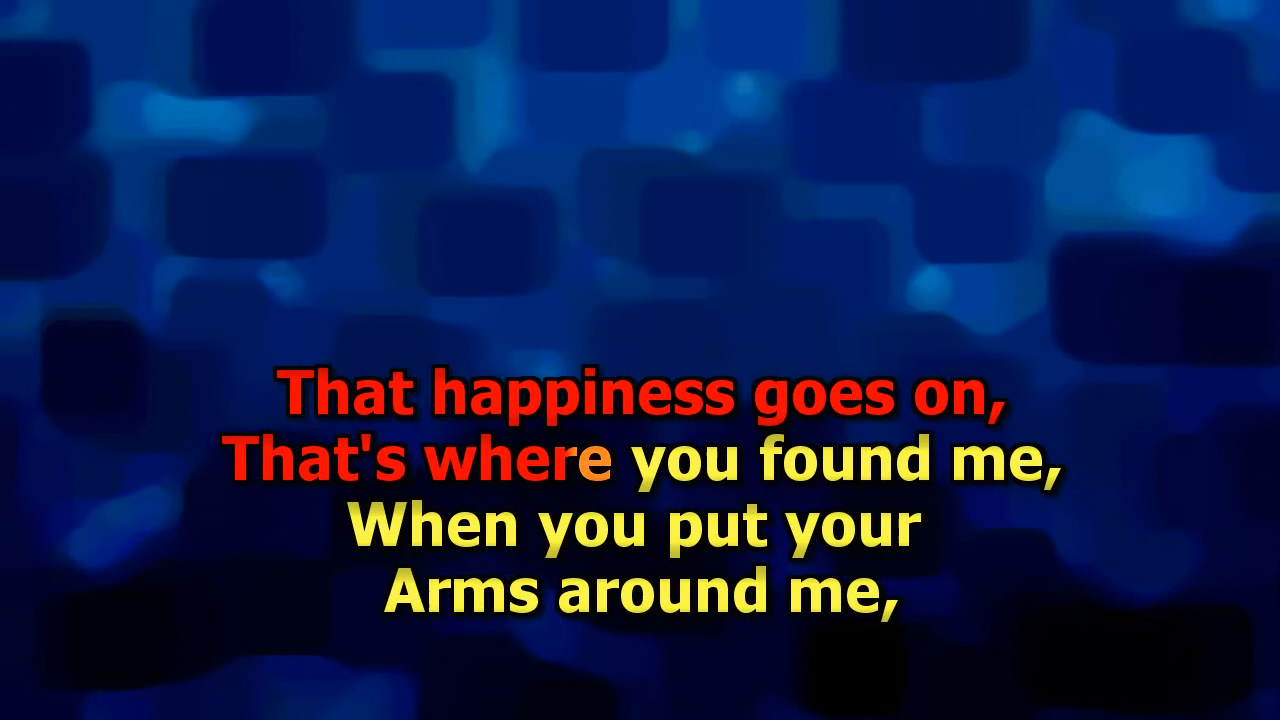 That happiness goes on,
That's where you found me,
When you put your
Arms around me,